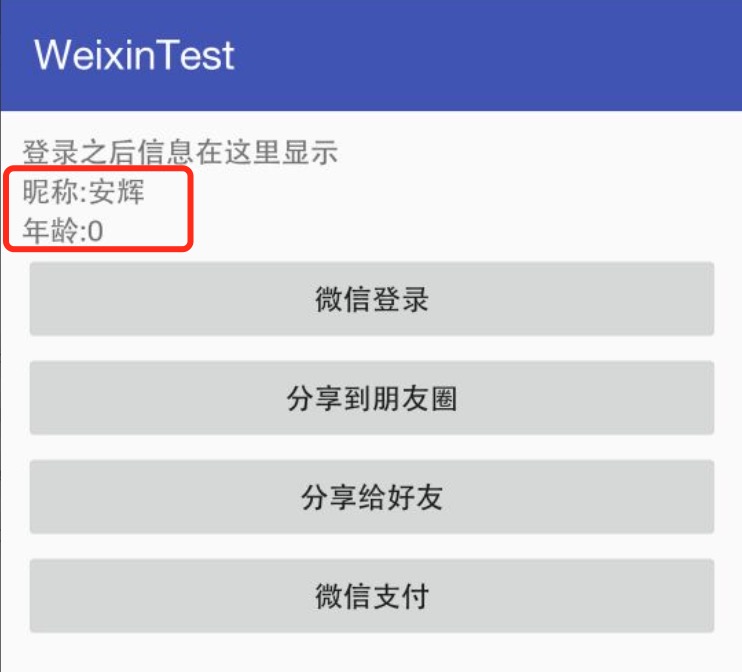 WeixinTest
登录之后信息在这里显示
昵称:安辉
年龄:0
微信登录
分享到朋友圈
分享给好友
微信支付